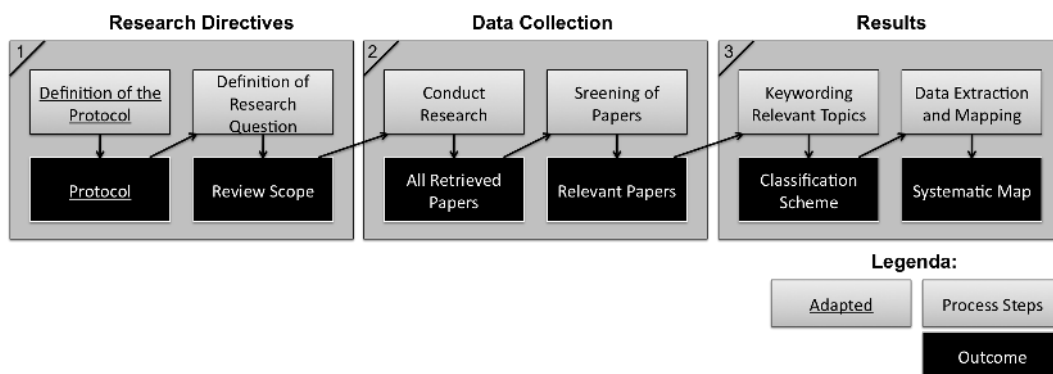 Research Directives
Data Collection
Results
1
2
3
Definition of the
Protocol
Definition of
Research
Question
Conduct
Research
Sreening of
Papers
Keywording
Relevant Topics
Data Extraction
and Mapping
Protocol
Review Scope
All Retrieved
Papers
Relevant Papers
Classification
Scheme
Systematic Map
Legenda:
Adapted
Process Steps
Outcome